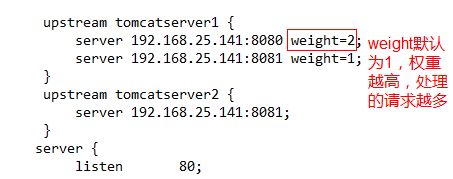 upstream tomcatserver1 {
server 192.168.25.141:8080 weight=2;
server 192.168.25.141:8081 weight=1;
}
upstream tomcatserver2 {
server 192.168.25.141:8081;
}
server {
listen 80;
weight默认
为1，权重
越高，处理
的请求越多